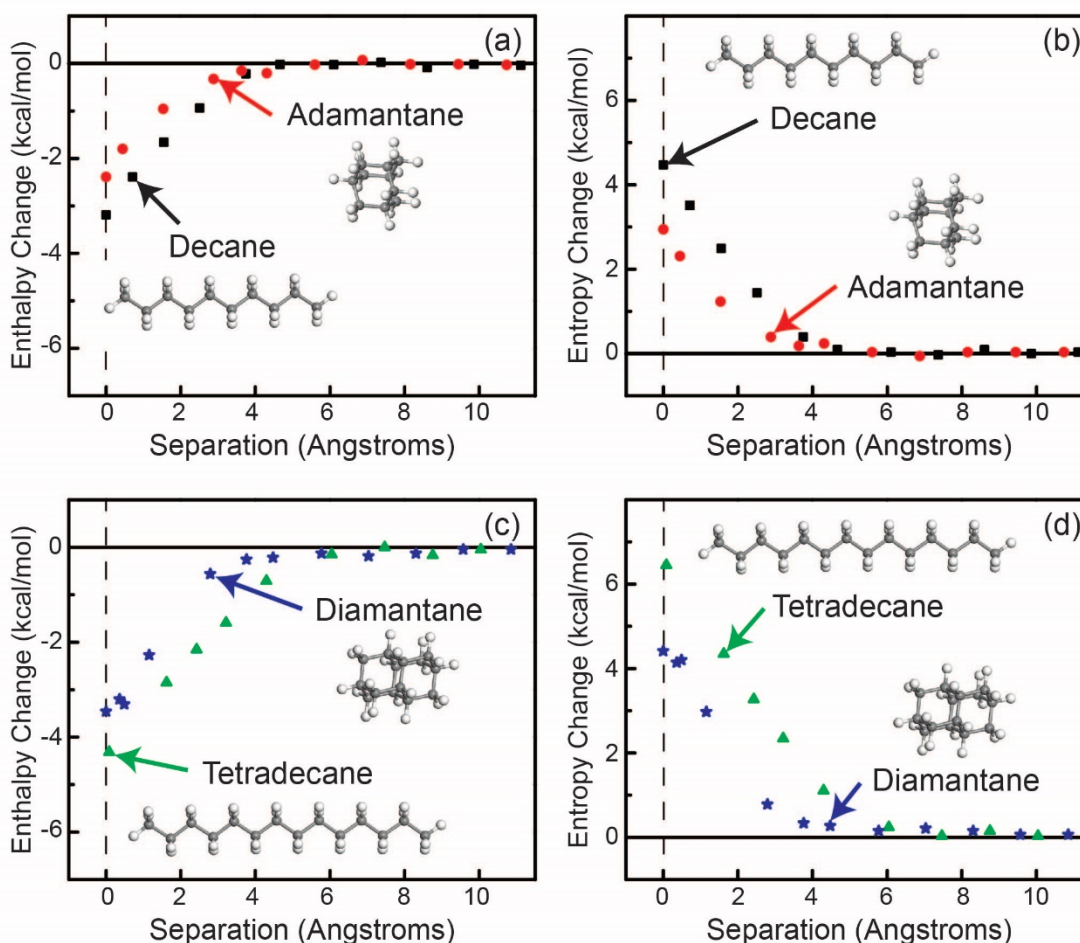 (a)
Enthalpy Change (kcal/mol)
0
-2
-4
-6
Adamantane
Decane
0 2 4 6 8 10
Separation (Angstroms)
(b)
Entropy Change (kcal/mol)
6
4
2
0
Decane
Adamantane
0 2 4 6 8 10
Separation (Angstroms)
(c)
Enthalpy Change (kcal/mol)
0
-2
-4
-6
Diamantane
Tetradecane
0 2 4 6 8 10
Separation (Angstroms)
(d)
Entropy Change (kcal/mol)
6
4
2
0
Tetradecane
Diamantane
0 2 4 6 8 10
Separation (Angstroms)